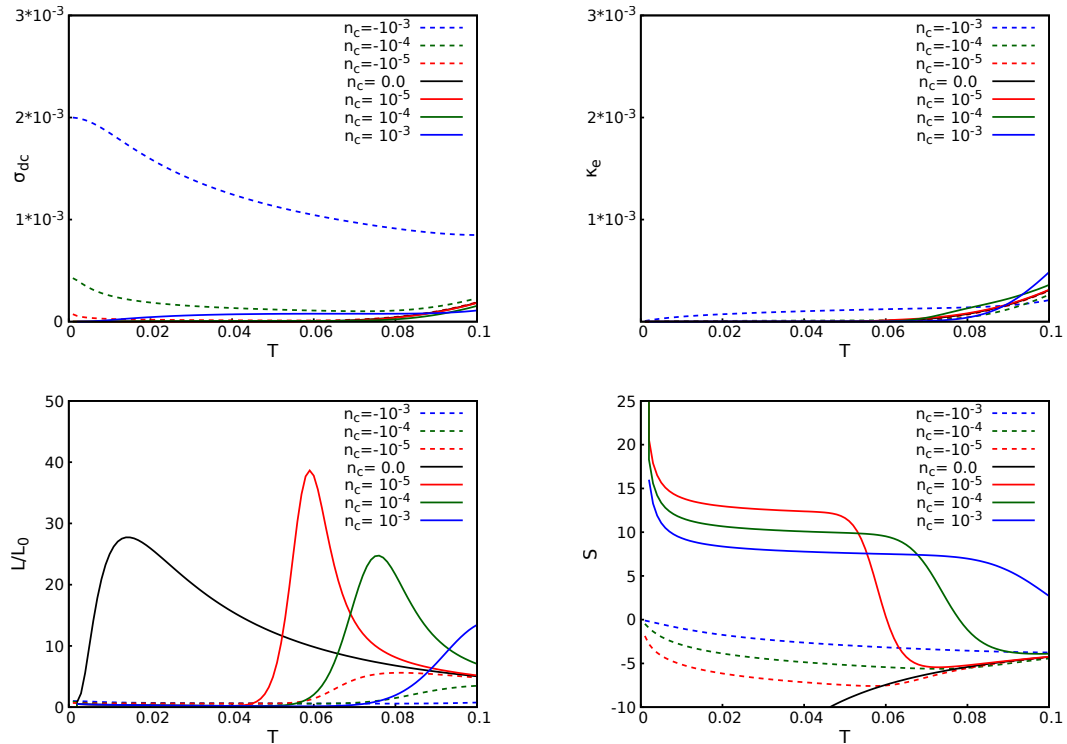 3*10-3
2*10-3
1*10-3
0
0.02
0.04
0.06
0.08
0.1
σdc
T
nc=-10-3
nc=-10-4
nc=-10-5
nc= 0.0
nc= 10-5
nc= 10-4
nc= 10-3
3*10-3
2*10-3
1*10-3
0
0
0.02
0.04
0.06
0.08
0.1
κe
T
nc=-10-3
nc=-10-4
nc=-10-5
nc= 0.0
nc= 10-5
nc= 10-4
nc= 10-3
50
40
30
20
10
0
0
0.02
0.04
0.06
0.08
0.1
L/L0
T
nc=-10-3
nc=-10-4
nc=-10-5
nc= 0.0
nc= 10-5
nc= 10-4
nc= 10-3
25
20
15
10
5
0
-5
-10
0
0.02
0.04
0.06
0.08
0.1
S
T
nc=-10-3
nc=-10-4
nc=-10-5
nc= 0.0
nc= 10-5
nc= 10-4
nc= 10-3